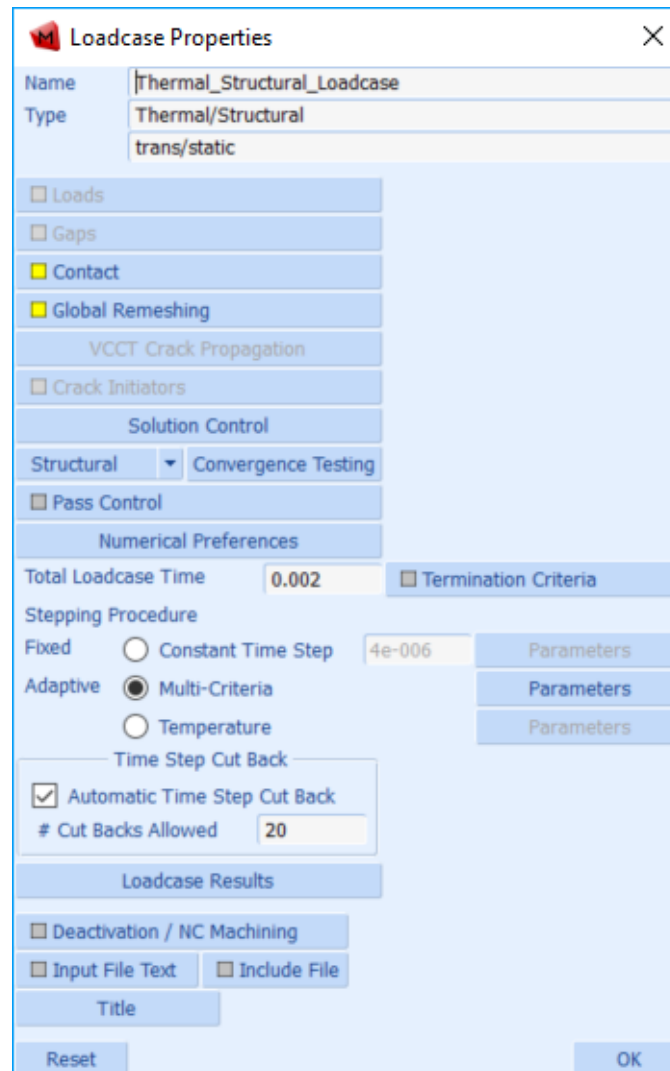 Loadcase Properties
Name Thermal_Structural_Loadcase
Type Thermal/Structural
trans/static
Loads
Gaps
Contact
Global Remeshing
VCCT Crack Propagation
Crack Initiators
Solution Control
Structural Convergence Testing
Pass Control
Numerical Preferences
Total Loadcase Time 0.002 Termination Criteria
Stepping Procedure
Fixed Constant Time Step 4e-006 Parameters
Adaptive Multi-Criteria Parameters
Temperature Parameters
Time Step Cut Back
Automatic Time Step Cut Back
# Cut Backs Allowed 20
Loadcase Results
Deactivation / NC Machining
Input File Text Include File
Title
Reset OK